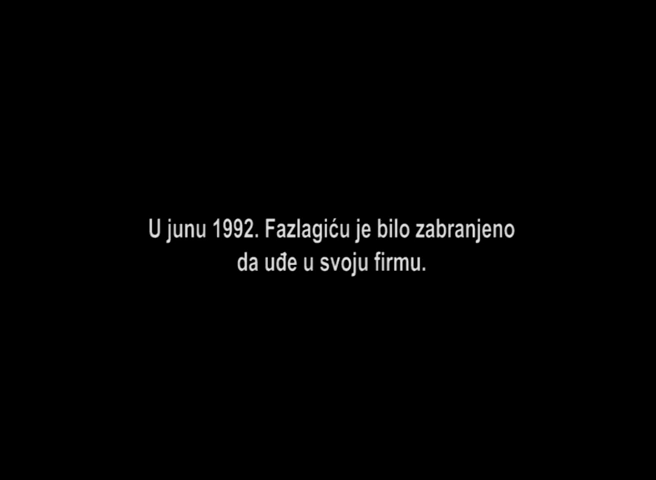 U junu 1992. Fazlagiću je bilo zabranjeno
da uđe u svoju firmu.